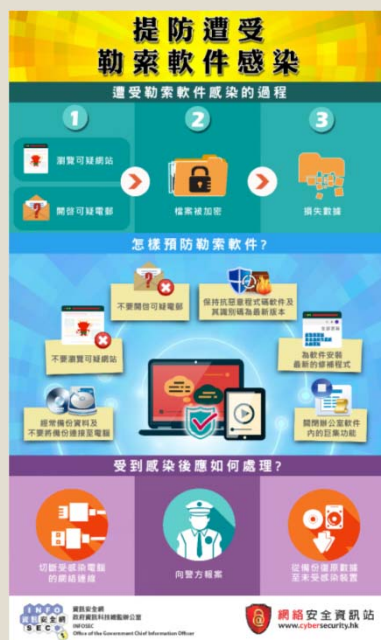 提防遭受
勒索軟件感染
遭受勒索軟件感染的過程
1
2
3
瀏覽可疑網站
開啟可疑電郵
檔案被加密
損失數據
怎樣預防勒索軟件?
不要開啟可疑電郵
保持抗惡意程式碼軟件及
其識別碼為最新版本
不要瀏覽可疑網站
為軟件安裝
最新的修補程式
經常備份資料及
不要將備份連接至電腦
關閉辦公室軟件
內的巨集功能
受到感染後應如何處理?
切斷受感染電腦
的網絡連線
向警方報案
從備份復原數據
至未受感染裝置
INFO
資訊安全網
SEC
資訊安全網
政府資訊科技總監辦公室
INFOSEC
Office of the Government Chief Information Officer
網絡安全資訊站
www.cybersecurity.hk